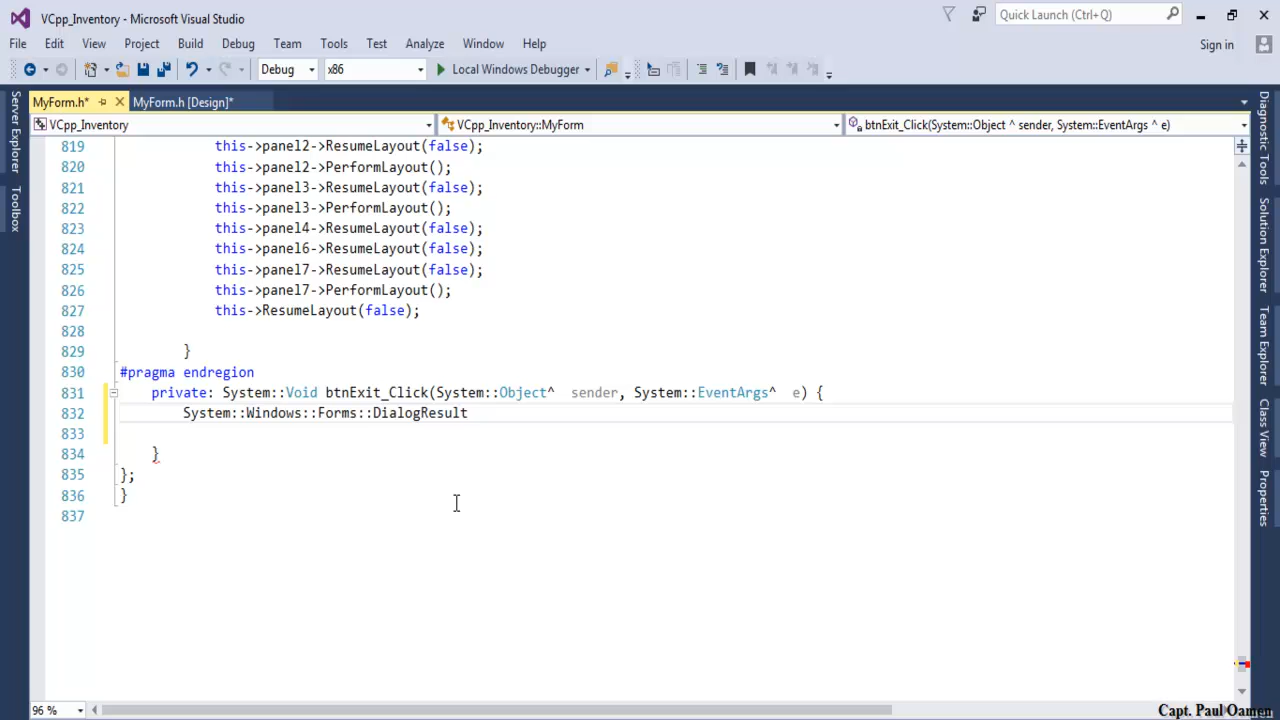 VCpp_Inventory - Microsoft Visual Studio
Quick Launch (Ctrl+Q)
File Edit View Project Build Debug Team Tools Test Analyze Window Help
Sign in
Debug x86 Local Windows Debugger
MyForm.h* MyForm.h [Design]*
VCpp_Inventory VCpp_Inventory::MyForm btnExit_Click(System::Object ^ sender, System::EventArgs ^ e)
819 this->panel2->ResumeLayout(false);
820 this->panel2->PerformLayout();
821 this->panel3->ResumeLayout(false);
822 this->panel3->PerformLayout();
823 this->panel4->ResumeLayout(false);
824 this->panel6->ResumeLayout(false);
825 this->panel7->ResumeLayout(false);
826 this->panel7->PerformLayout();
827 this->ResumeLayout(false);
828
829 }
830 #pragma endregion
831 private: System::Void btnExit_Click(System::Object^  sender, System::EventArgs^  e) {
832 System::Windows::Forms::DialogResult
833
834 }
835 };
836 }
837
96 %
Server Explorer
Toolbox
Diagnostic Tools
Solution Explorer
Team Explorer
Class View
Properties
Capt. Paul Oamen